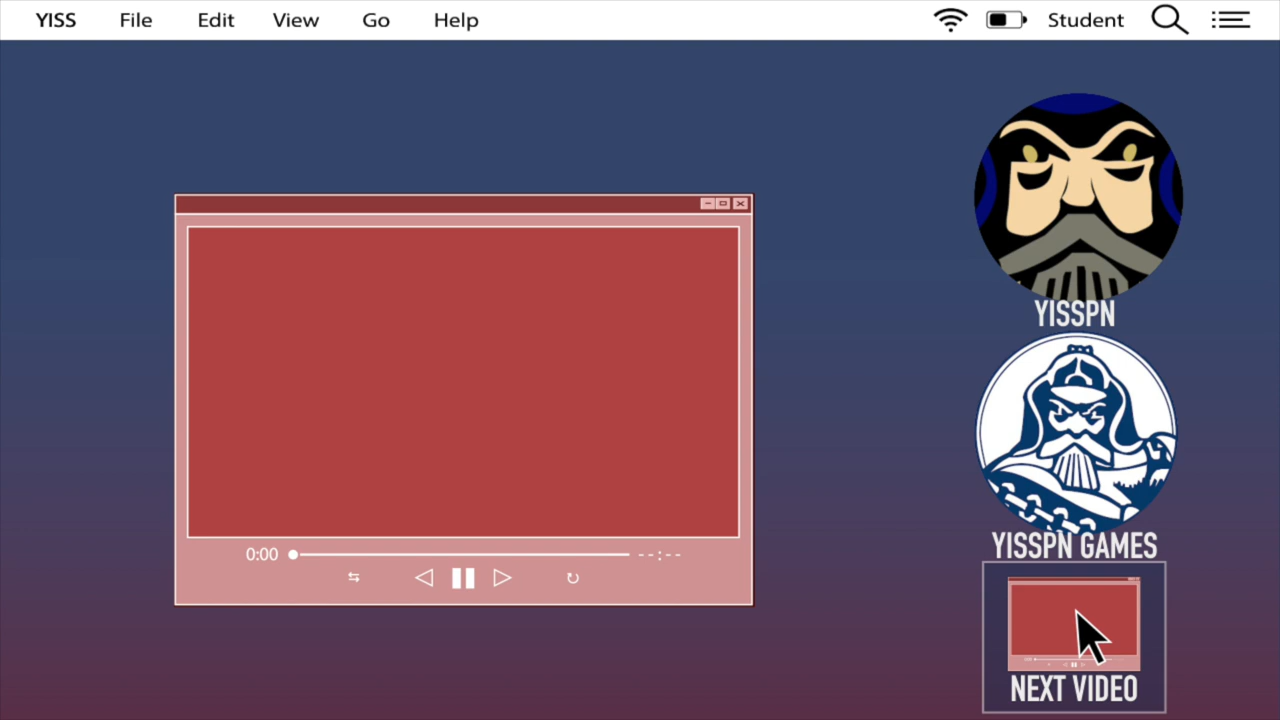 YISS File Edit View Go Help Student
YISSPN
YISSPN GAMES
0:00 --:--
NEXT VIDEO